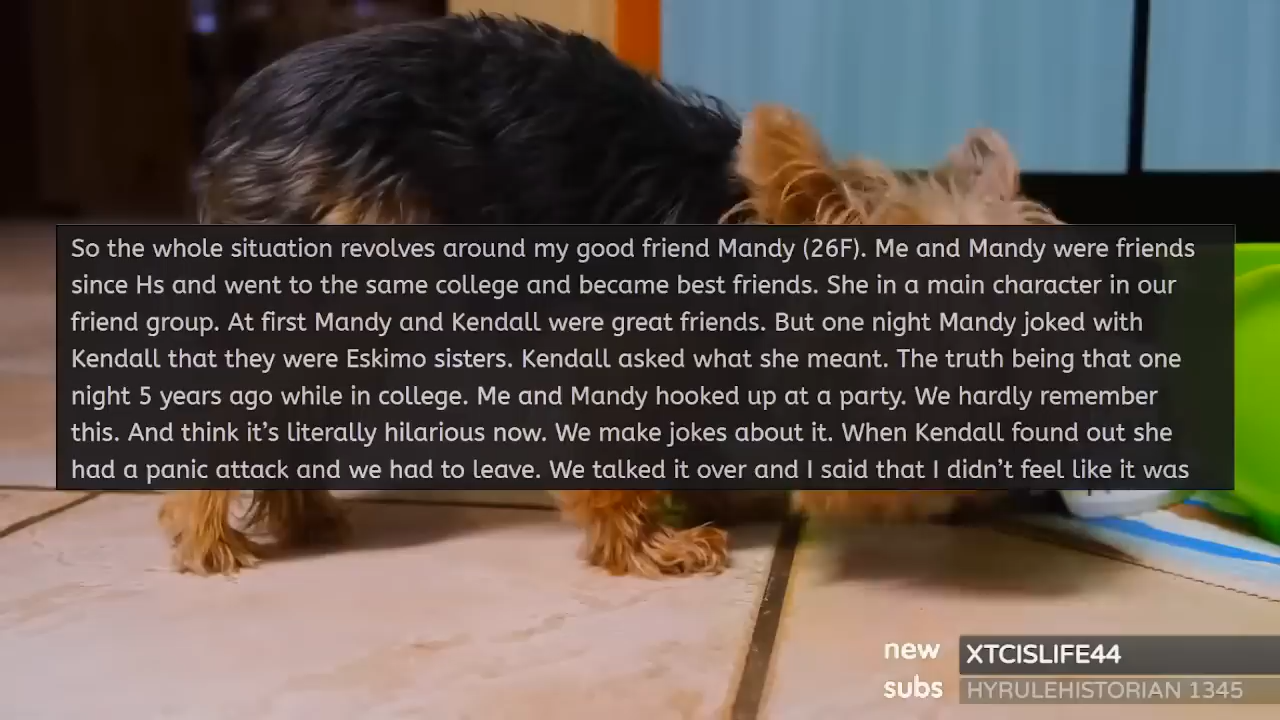 So the whole situation revolves around my good friend Mandy (26F). Me and Mandy were friends
since Hs and went to the same college and became best friends. She in a main character in our
friend group. At first Mandy and Kendall were great friends. But one night Mandy joked with
Kendall that they were Eskimo sisters. Kendall asked what she meant. The truth being that one
night 5 years ago while in college. Me and Mandy hooked up at a party. We hardly remember
this. And think it’s literally hilarious now. We make jokes about it. When Kendall found out she
had a panic attack and we had to leave. We talked it over and I said that I didn’t feel like it was
new XTCISLIFE44
subs HYRULEHISTORIAN 1345